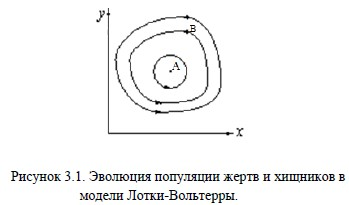 y
B
A
x
Рисунок 3.1. Эволюция популяции жертв и хищников в
модели Лотки-Вольтерры.